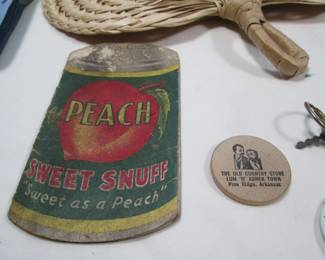 PEACH
SWEET SNUFF
"Sweet as a Peach"
THE OLD COUNTRY STORE
LUM 'N' ABNER TOWN
Pine Ridge, Arkansas